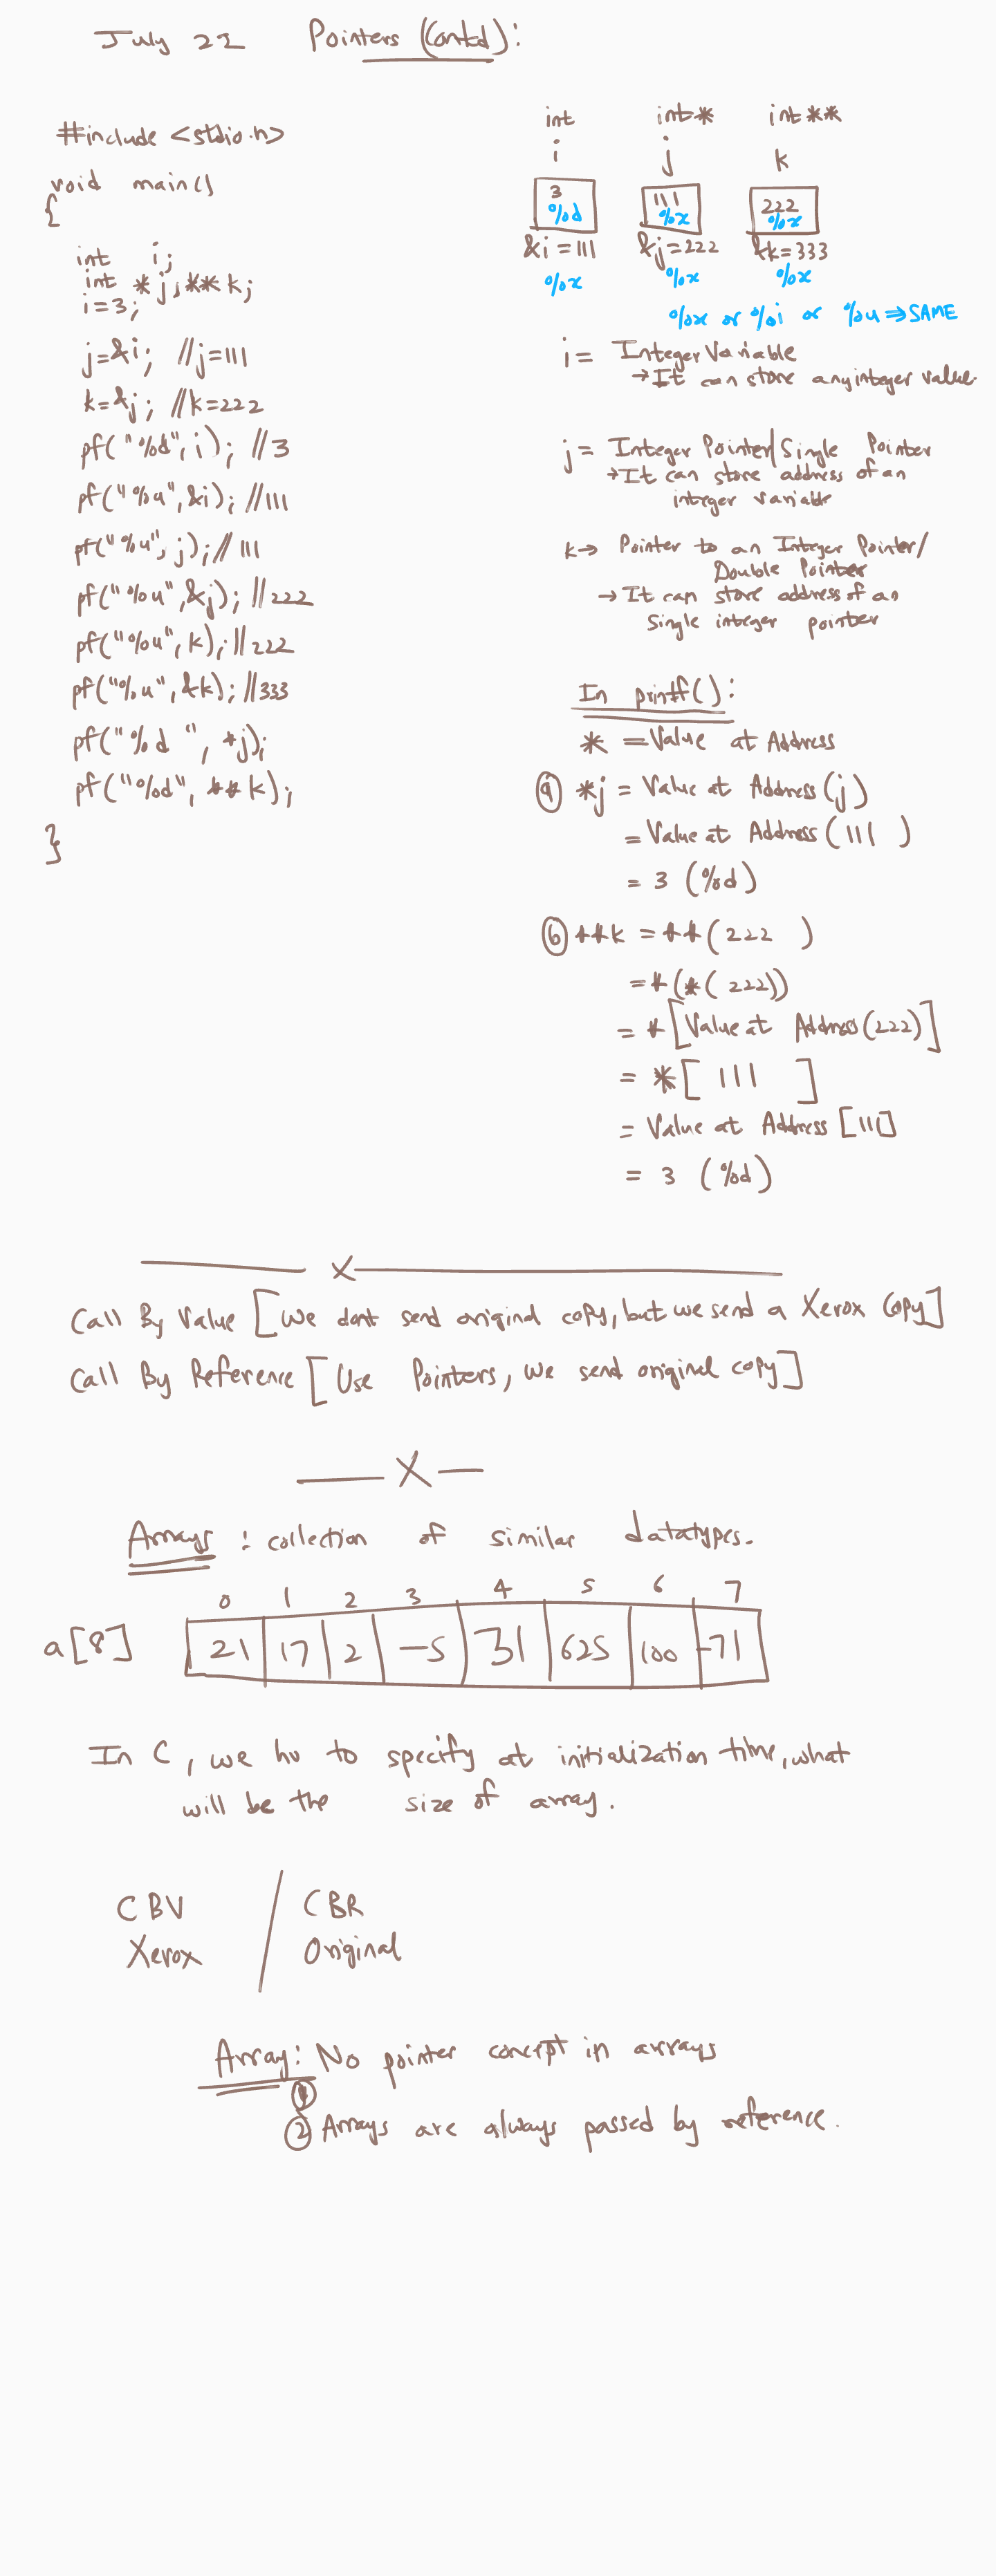 July 22 Pointers (Contd):
#include <stdio.h>
void main()
{
int i;
int *j, **k;
i=3;
j=&i; //j=111
k=&j; //k=222
pf("%d", i); //3
pf("%u", &i); //111
pf("%u", j); //111
pf("%u", &j); //222
pf("%u", k); //222
pf("%u", &k); //333
pf("%d ", *j);
pf("%d", **k);
}
int int* int**
i j k
3 111 222
%d %x %x
&i=111 &j=222 &k=333
%x %x %x
%x or %i or %u ⇒ SAME
i = Integer Variable
→ It can store any integer value.
j = Integer Pointer/Single Pointer
→ It can store address of an
integer variable
k → Pointer to an Integer Pointer/
Double Pointer
→ It can store address of an
single integer pointer
In printf():
* = Value at Address
(a) *j = Value at Address (j)
= Value at Address (111 )
= 3 (%d)
(b) **k = **(222 )
= *(*( 222))
= *[Value at Address(222)]
= *[ 111 ]
= Value at Address [111]
= 3 (%d)
X
Call By Value [We dont send original copy, but we send a Xerox Copy]
Call By Reference [Use Pointers, we send original copy]
X
Arrays : collection of similar datatypes.
0 1 2 3 4 5 6 7
a[8] 21 17 2 -5 31 625 100 -71
In C, we hv to specify at initialization time, what
will be the size of array.
CBV / CBR
Xerox Original
Array: No pointer concept in arrays
①
② Arrays are always passed by reference.